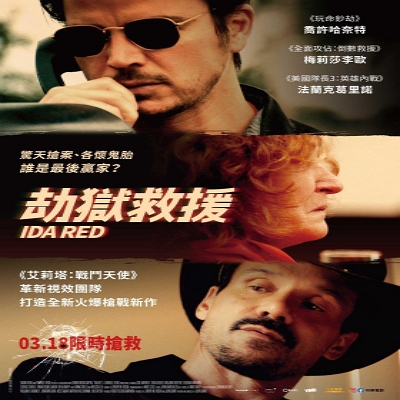 《玩命鈔劫》
喬許哈奈特
《全面攻佔：倒數救援》
梅莉莎李歐
《美國隊長3：英雄內戰》
法蘭克葛里諾
驚天搶案、各煩鬼胎
誰是最後贏家？
劫獄救援
IDA RED
《艾莉塔：戰鬥天使》
革新視效團隊
打造全新火爆槍戰新作
03.18限時搶救